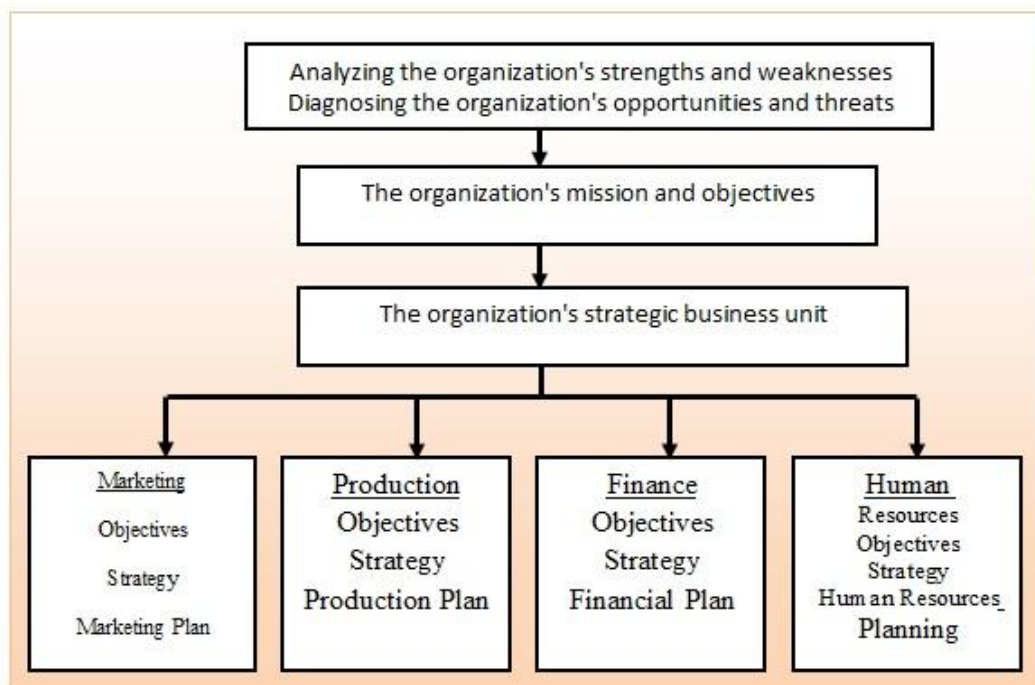 Analyzing the organization's strengths and weaknesses
Diagnosing the organization's opportunities and threats
The organization's mission and objectives
The organization's strategic business unit
Marketing
Objectives
Strategy
Marketing Plan
Production
Objectives
Strategy
Production Plan
Finance
Objectives
Strategy
Financial Plan
Human
Resources
Objectives
Strategy
Human Resources
Planning